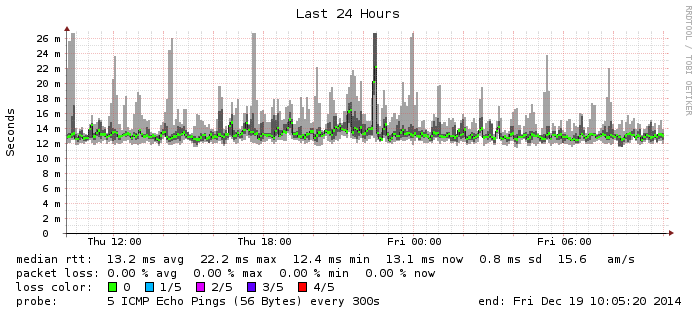 Last 24 Hours
RRDTOOL / TOBI OETIKER
Seconds
26 m
24 m
22 m
20 m
18 m
16 m
14 m
12 m
10 m
8 m
6 m
4 m
2 m
0
Thu 12:00 Thu 18:00 Fri 00:00 Fri 06:00
median rtt: 13.2 ms avg 22.2 ms max 12.4 ms min 13.1 ms now 0.8 ms sd 15.6 am/s
packet loss: 0.00 % avg 0.00 % max 0.00 % min 0.00 % now
loss color: 0 1/5 2/5 3/5 4/5
probe: 5 ICMP Echo Pings (56 Bytes) every 300s end: Fri Dec 19 10:05:20 2014